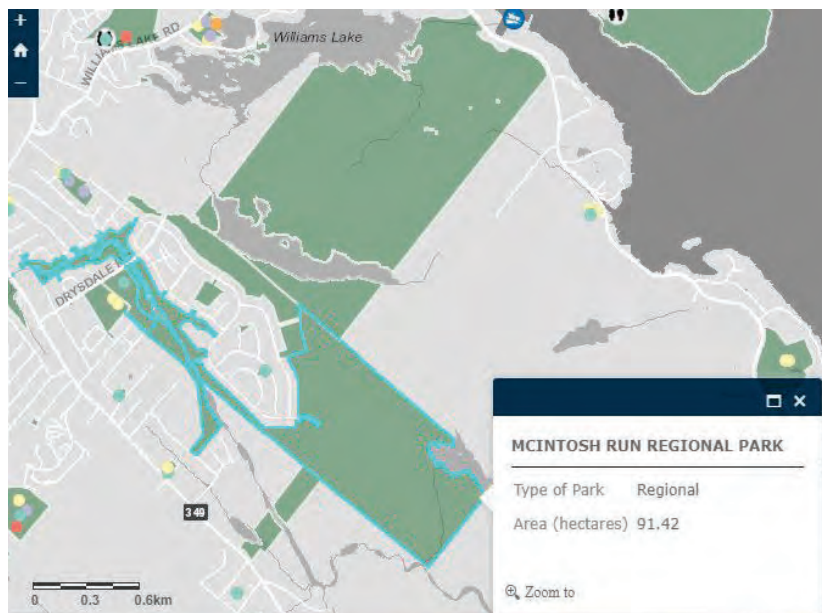 +
−
WILLIAMS LAKE RD
Williams Lake
DRYSDALE
349
0 0.3 0.6km
MCINTOSH RUN REGIONAL PARK
Type of Park Regional
Area (hectares) 91.42
Zoom to